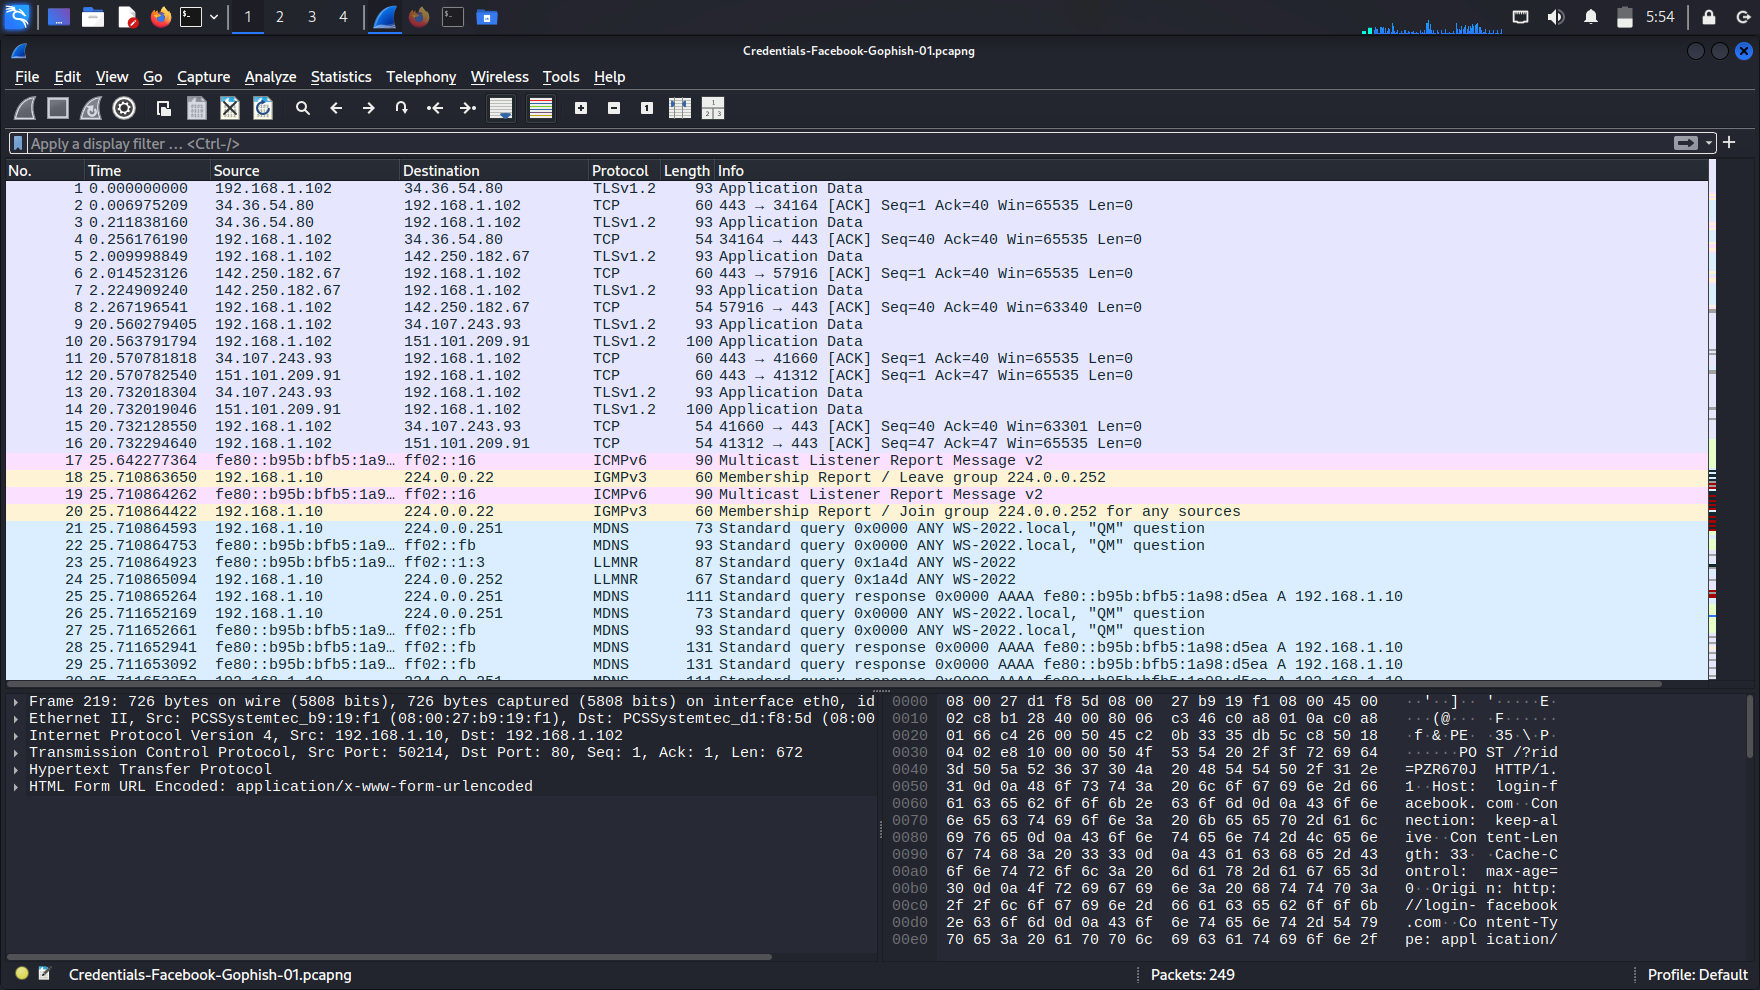 1 2 3 4 5:54
Credentials-Facebook-Gophish-01.pcapng
File Edit View Go Capture Analyze Statistics Telephony Wireless Tools Help
Apply a display filter ... <Ctrl-/>
No. Time Source Destination Protocol Length Info
1 0.000000000 192.168.1.102 34.36.54.80 TLSv1.2 93 Application Data
2 0.006975209 34.36.54.80 192.168.1.102 TCP 60 443 → 34164 [ACK] Seq=1 Ack=40 Win=65535 Len=0
3 0.211838160 34.36.54.80 192.168.1.102 TLSv1.2 93 Application Data
4 0.256176190 192.168.1.102 34.36.54.80 TCP 54 34164 → 443 [ACK] Seq=40 Ack=40 Win=65535 Len=0
5 2.009998849 192.168.1.102 142.250.182.67 TLSv1.2 93 Application Data
6 2.014523126 142.250.182.67 192.168.1.102 TCP 60 443 → 57916 [ACK] Seq=1 Ack=40 Win=65535 Len=0
7 2.224909240 142.250.182.67 192.168.1.102 TLSv1.2 93 Application Data
8 2.267196541 192.168.1.102 142.250.182.67 TCP 54 57916 → 443 [ACK] Seq=40 Ack=40 Win=63340 Len=0
9 20.560279405 192.168.1.102 34.107.243.93 TLSv1.2 93 Application Data
10 20.563791794 192.168.1.102 151.101.209.91 TLSv1.2 100 Application Data
11 20.570781818 34.107.243.93 192.168.1.102 TCP 60 443 → 41660 [ACK] Seq=1 Ack=40 Win=65535 Len=0
12 20.570782540 151.101.209.91 192.168.1.102 TCP 60 443 → 41312 [ACK] Seq=1 Ack=47 Win=65535 Len=0
13 20.732018304 34.107.243.93 192.168.1.102 TLSv1.2 93 Application Data
14 20.732019046 151.101.209.91 192.168.1.102 TLSv1.2 100 Application Data
15 20.732128550 192.168.1.102 34.107.243.93 TCP 54 41660 → 443 [ACK] Seq=40 Ack=40 Win=63301 Len=0
16 20.732294640 192.168.1.102 151.101.209.91 TCP 54 41312 → 443 [ACK] Seq=47 Ack=47 Win=65535 Len=0
17 25.642277364 fe80::b95b:bfb5:1a9… ff02::16 ICMPv6 90 Multicast Listener Report Message v2
18 25.710863650 192.168.1.10 224.0.0.22 IGMPv3 60 Membership Report / Leave group 224.0.0.252
19 25.710864262 fe80::b95b:bfb5:1a9… ff02::16 ICMPv6 90 Multicast Listener Report Message v2
20 25.710864422 192.168.1.10 224.0.0.22 IGMPv3 60 Membership Report / Join group 224.0.0.252 for any sources
21 25.710864593 192.168.1.10 224.0.0.251 MDNS 73 Standard query 0x0000 ANY WS-2022.local, "QM" question
22 25.710864753 fe80::b95b:bfb5:1a9… ff02::fb MDNS 93 Standard query 0x0000 ANY WS-2022.local, "QM" question
23 25.710864923 fe80::b95b:bfb5:1a9… ff02::1:3 LLMNR 87 Standard query 0x1a4d ANY WS-2022
24 25.710865094 192.168.1.10 224.0.0.252 LLMNR 67 Standard query 0x1a4d ANY WS-2022
25 25.710865264 192.168.1.10 224.0.0.251 MDNS 111 Standard query response 0x0000 AAAA fe80::b95b:bfb5:1a98:d5ea A 192.168.1.10
26 25.711652169 192.168.1.10 224.0.0.251 MDNS 73 Standard query 0x0000 ANY WS-2022.local, "QM" question
27 25.711652661 fe80::b95b:bfb5:1a9… ff02::fb MDNS 93 Standard query 0x0000 ANY WS-2022.local, "QM" question
28 25.711652941 fe80::b95b:bfb5:1a9… ff02::fb MDNS 131 Standard query response 0x0000 AAAA fe80::b95b:bfb5:1a98:d5ea A 192.168.1.10
29 25.711653092 fe80::b95b:bfb5:1a9… ff02::fb MDNS 131 Standard query response 0x0000 AAAA fe80::b95b:bfb5:1a98:d5ea A 192.168.1.10
Frame 219: 726 bytes on wire (5808 bits), 726 bytes captured (5808 bits) on interface eth0, id
Ethernet II, Src: PCSSystemtec_b9:19:f1 (08:00:27:b9:19:f1), Dst: PCSSystemtec_d1:f8:5d (08:00
Internet Protocol Version 4, Src: 192.168.1.10, Dst: 192.168.1.102
Transmission Control Protocol, Src Port: 50214, Dst Port: 80, Seq: 1, Ack: 1, Len: 672
Hypertext Transfer Protocol
HTML Form URL Encoded: application/x-www-form-urlencoded
0000 08 00 27 d1 f8 5d 08 00 27 b9 19 f1 08 00 45 00 ··'··]·· '·····E·
0010 02 c8 b1 28 40 00 80 06 c3 46 c0 a8 01 0a c0 a8 ···(@··· ·F······
0020 01 66 c4 26 00 50 45 c2 0b 33 35 db 5c c8 50 18 ·f·&·PE· ·35·\·P·
0030 04 02 e8 10 00 00 50 4f 53 54 20 2f 3f 72 69 64 ······PO ST /?rid
0040 3d 50 5a 52 36 37 30 4a 20 48 54 54 50 2f 31 2e =PZR670J HTTP/1.
0050 31 0d 0a 48 6f 73 74 3a 20 6c 6f 67 69 6e 2d 66 1··Host: login-f
0060 61 63 65 62 6f 6f 6b 2e 63 6f 6d 0d 0a 43 6f 6e acebook. com··Con
0070 6e 65 63 74 69 6f 6e 3a 20 6b 65 65 70 2d 61 6c nection: keep-al
0080 69 76 65 0d 0a 43 6f 6e 74 65 6e 74 2d 4c 65 6e ive··Con tent-Len
0090 67 74 68 3a 20 33 33 0d 0a 43 61 63 68 65 2d 43 gth: 33· ·Cache-C
00a0 6f 6e 74 72 6f 6c 3a 20 6d 61 78 2d 61 67 65 3d ontrol: max-age=
00b0 30 0d 0a 4f 72 69 67 69 6e 3a 20 68 74 74 70 3a 0··Origi n: http:
00c0 2f 2f 6c 6f 67 69 6e 2d 66 61 63 65 62 6f 6f 6b //login- facebook
00d0 2e 63 6f 6d 0d 0a 43 6f 6e 74 65 6e 74 2d 54 79 .com··Co ntent-Ty
00e0 70 65 3a 20 61 70 70 6c 69 63 61 74 69 6f 6e 2f pe: appl ication/
Credentials-Facebook-Gophish-01.pcapng Packets: 249 Profile: Default